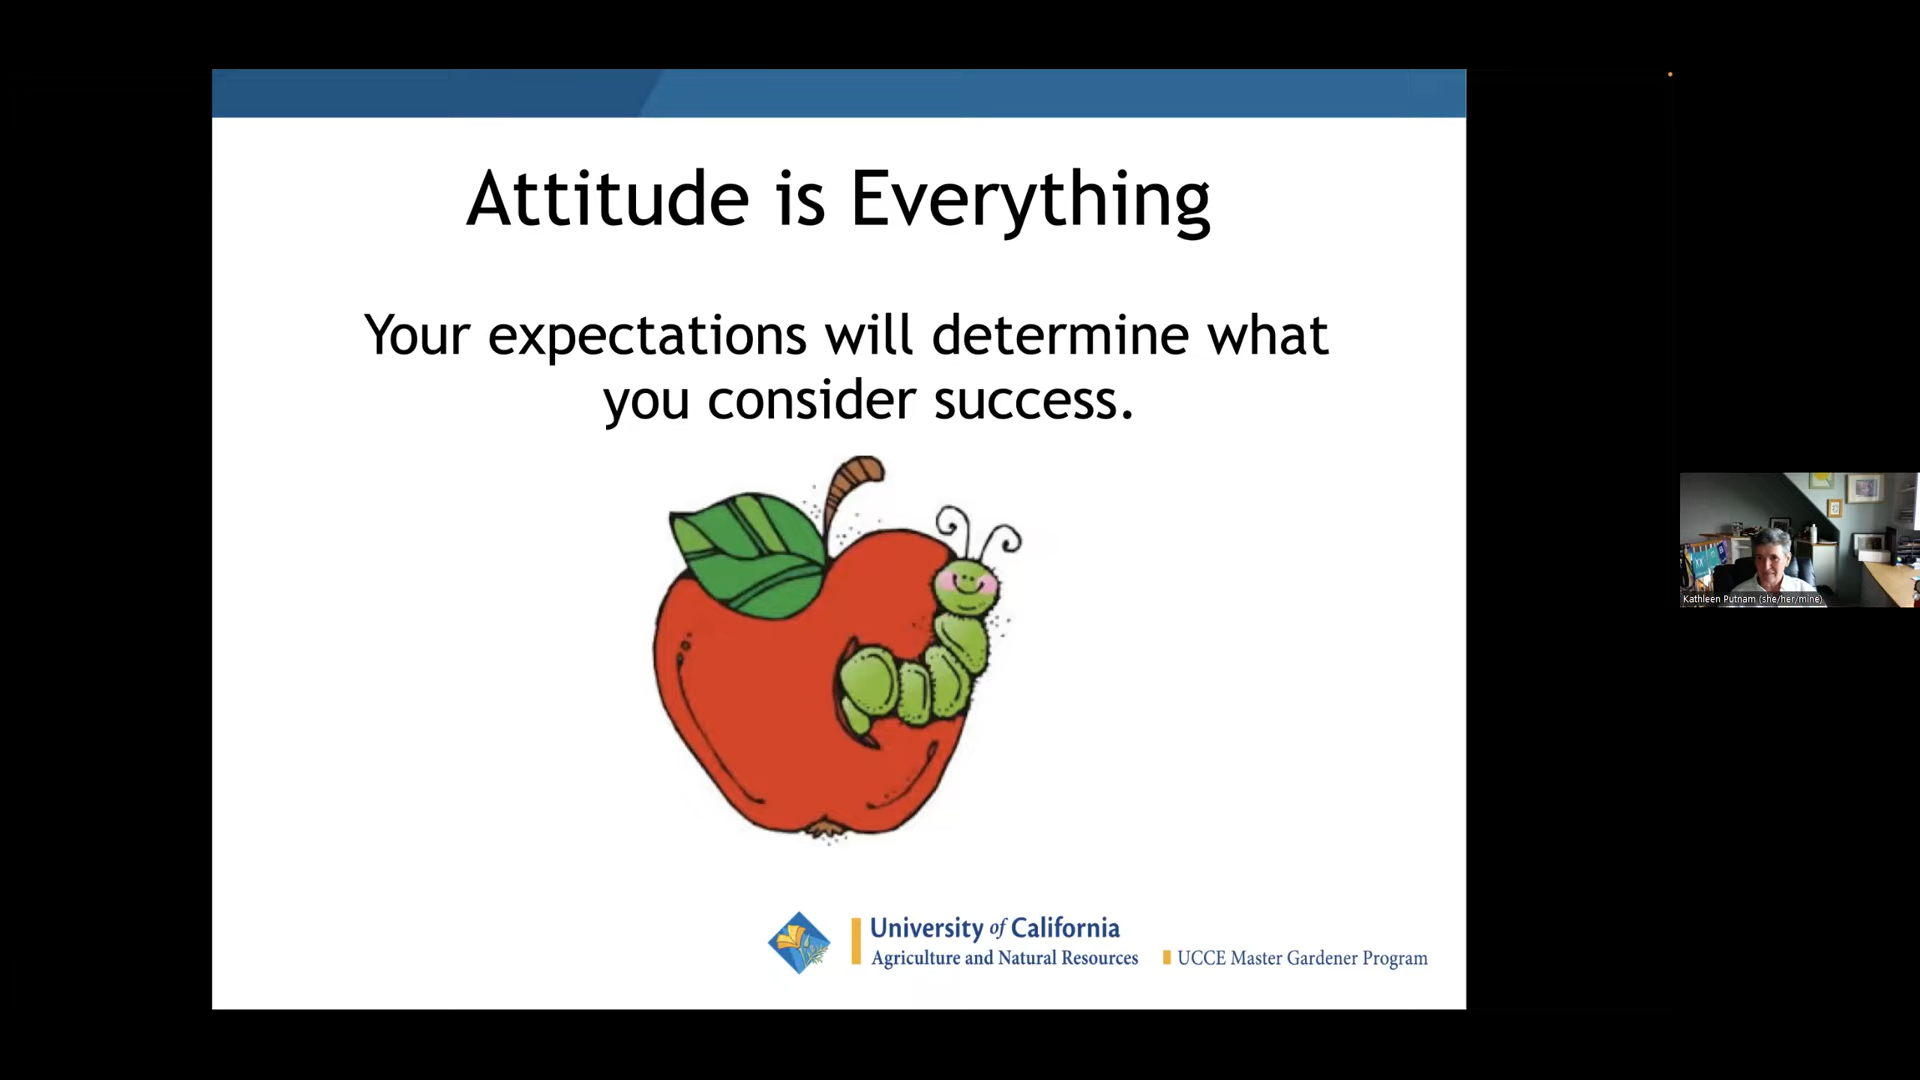 Attitude is Everything
Your expectations will determine what
you consider success.
University of California
Agriculture and Natural Resources
UCCE Master Gardener Program
Kathleen Putnam (she/her/mine)